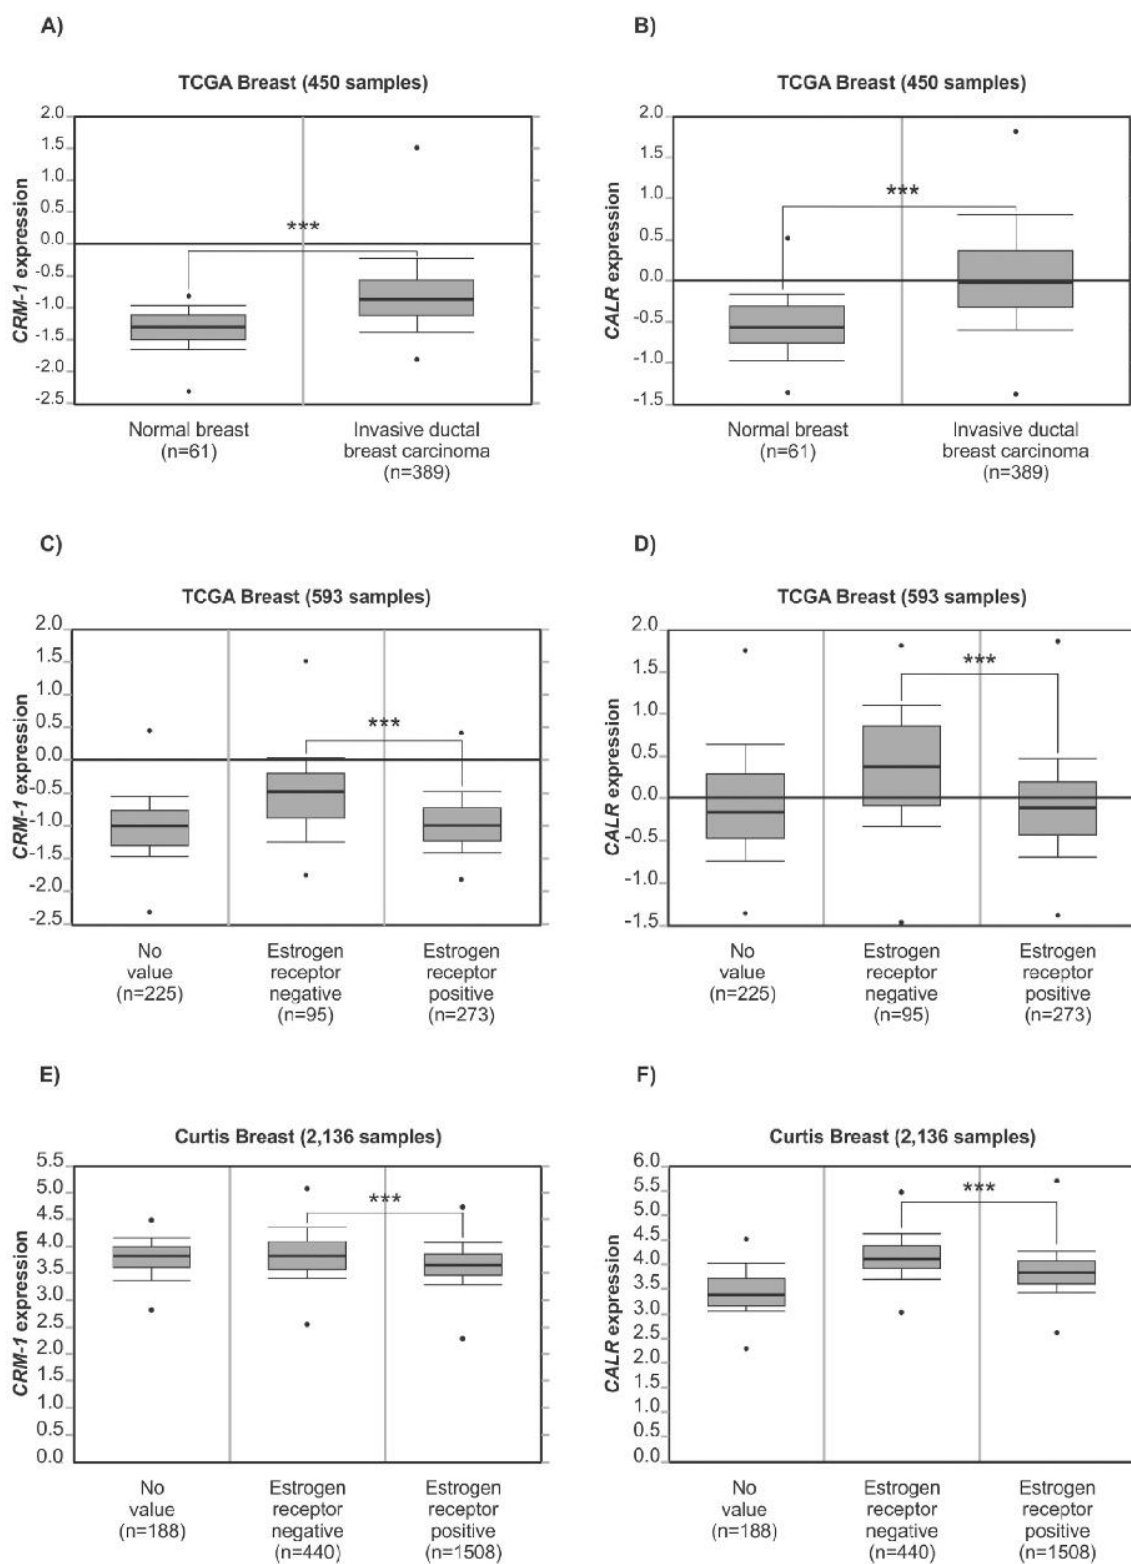 A)
TCGA Breast (450 samples)
CRM-1 expression
2.0
1.5
1.0
0.5
0.0
-0.5
-1.0
-1.5
-2.0
-2.5
***
Normal breast
(n=61)
Invasive ductal
breast carcinoma
(n=389)
B)
TCGA Breast (450 samples)
CALR expression
2.0
1.5
1.0
0.5
0.0
-0.5
-1.0
-1.5
***
Normal breast
(n=61)
Invasive ductal
breast carcinoma
(n=389)
C)
TCGA Breast (593 samples)
CRM-1 expression
2.0
1.5
1.0
0.5
0.0
-0.5
-1.0
-1.5
-2.0
-2.5
***
No
value
(n=225)
Estrogen
receptor
negative
(n=95)
Estrogen
receptor
positive
(n=273)
D)
TCGA Breast (593 samples)
CALR expression
2.0
1.5
1.0
0.5
0.0
-0.5
-1.0
-1.5
***
No
value
(n=225)
Estrogen
receptor
negative
(n=95)
Estrogen
receptor
positive
(n=273)
E)
Curtis Breast (2,136 samples)
CRM-1 expression
5.5
5.0
4.5
4.0
3.5
3.0
2.5
2.0
1.5
1.0
0.5
0.0
***
No
value
(n=188)
Estrogen
receptor
negative
(n=440)
Estrogen
receptor
positive
(n=1508)
F)
Curtis Breast (2,136 samples)
CALR expression
6.0
5.5
5.0
4.5
4.0
3.5
3.0
2.5
2.0
1.5
1.0
0.5
0.0
***
No
value
(n=188)
Estrogen
receptor
negative
(n=440)
Estrogen
receptor
positive
(n=1508)